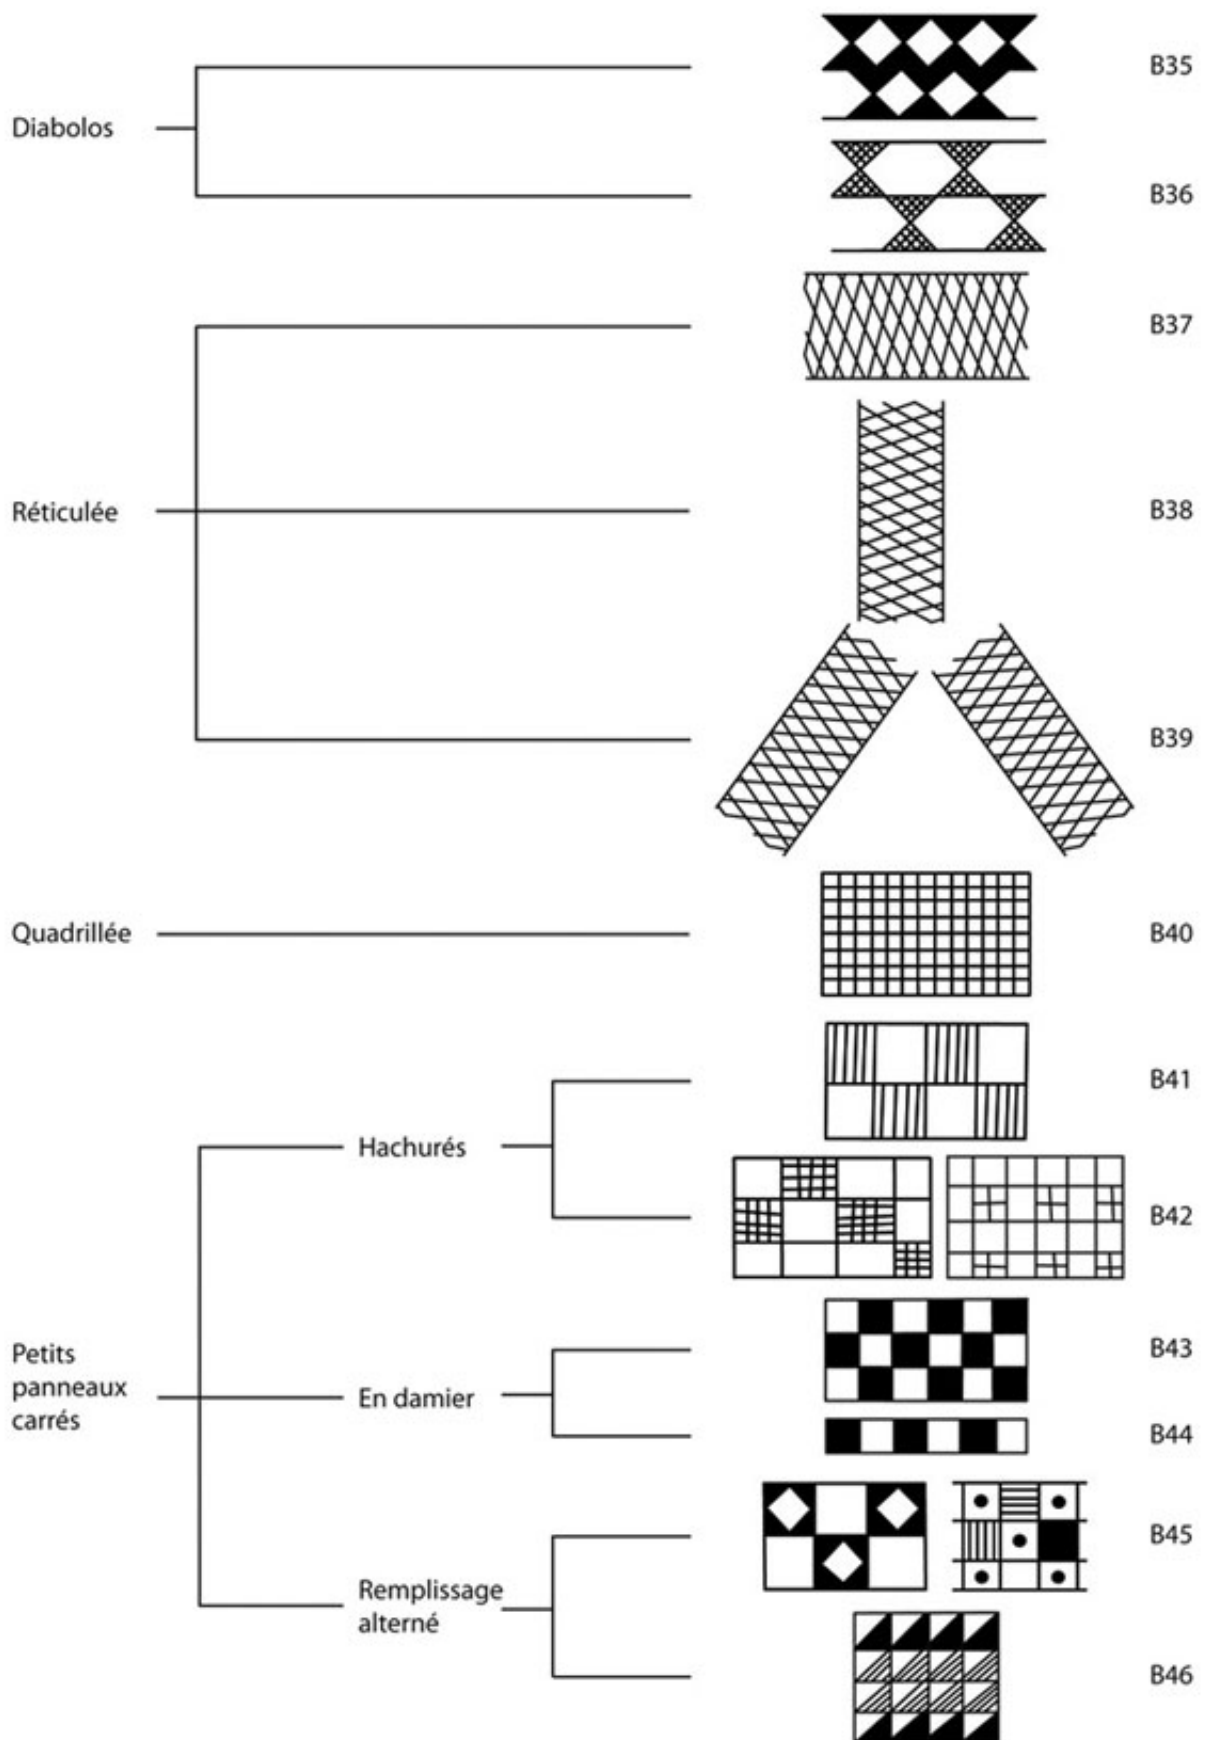 B35
Diabolos
B36
B37
Réticulée
B38
B39
Quadrillée
B40
B41
Hachurés
B42
Petits
panneaux
carrés
B43
En damier
B44
B45
Remplissage
alterné
B46